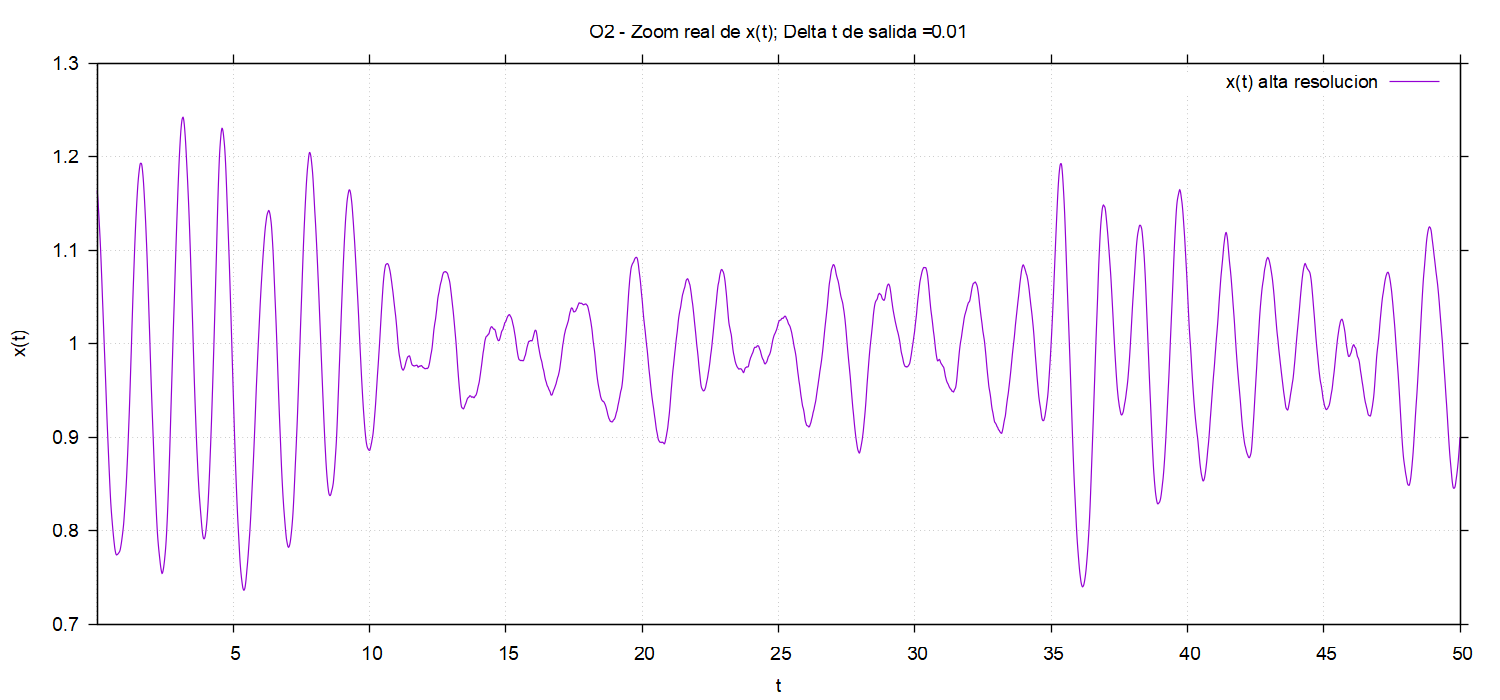 O2 - Zoom real de x(t); Delta t de salida =0.01
1.3
x(t) alta resolucion
1.2
1.1
1
0.9
0.8
0.7
x(t)
5 10 15 20 25 30 35 40 45 50
t